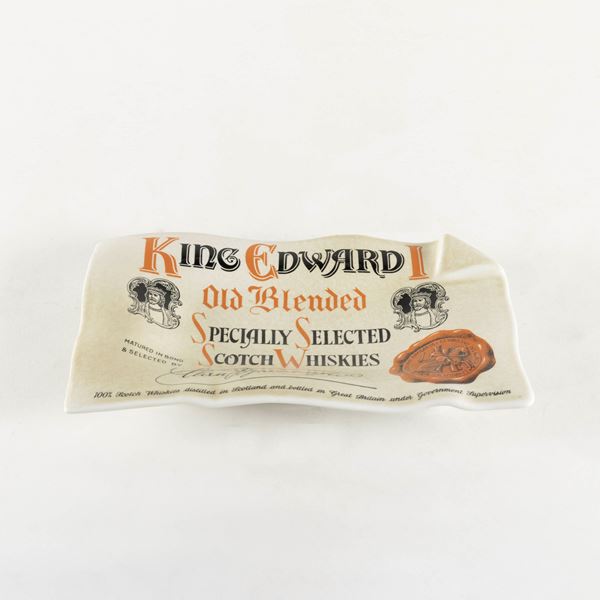 KING EDWARD I
Old Blended
SPECIALLY SELECTED
SCOTCH WHISKIES
MATURED IN BOND
& SELECTED BY
100% Scotch Whiskies distilled in Scotland and bottled in Great Britain under Government Supervision